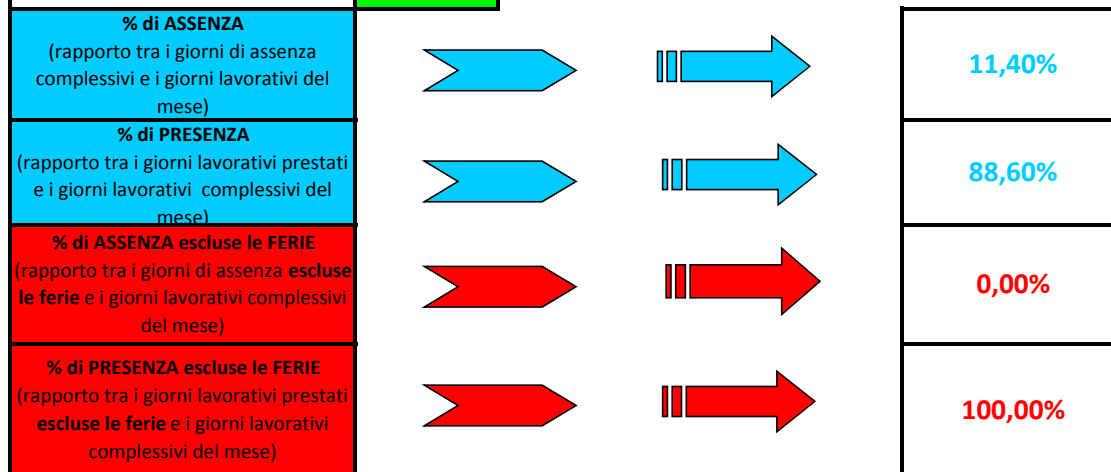 % di ASSENZA
(rapporto tra i giorni di assenza
complessivi e i giorni lavorativi del
mese)
11,40%
% di PRESENZA
(rapporto tra i giorni lavorativi prestati
e i giorni lavorativi complessivi del
mese)
88,60%
% di ASSENZA escluse le FERIE
(rapporto tra i giorni di assenza escluse
le ferie e i giorni lavorativi complessivi
del mese)
0,00%
% di PRESENZA escluse le FERIE
(rapporto tra i giorni lavorativi prestati
escluse le ferie e i giorni lavorativi
complessivi del mese)
100,00%